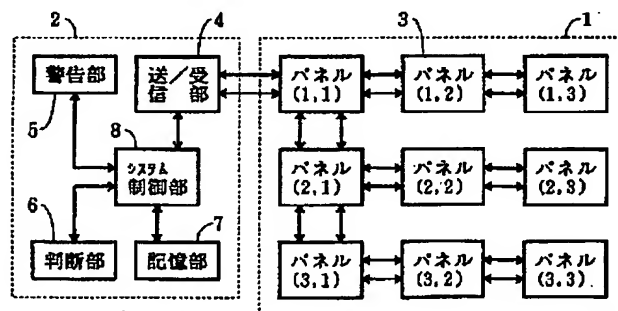 2
4
3
1
警告部
5
送／受
信部
パネル
(1,1)
パネル
(1,2)
パネル
(1,3)
8
システム
制御部
パネル
(2,1)
パネル
(2,2)
パネル
(2,3)
6
判断部
7
記憶部
パネル
(3,1)
パネル
(3,2)
パネル
(3,3)